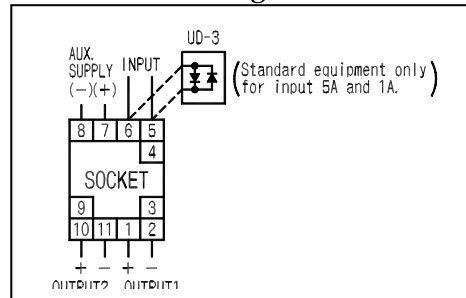 UD-3
AUX.
SUPPLY INPUT
(−)(+)
(Standard equipment only
for input 5A and 1A.)
8 7 6 5
4
SOCKET
9 3
10 11 1 2
+ − + −
OUTPUT2 OUTPUT1